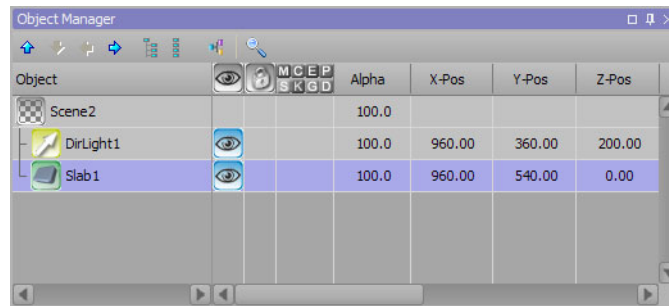 Object Manager
Object M C E P Alpha X-Pos Y-Pos Z-Pos
S K G D
Scene2 100.0
DirLight1 100.0 960.00 360.00 200.00
Slab1 100.0 960.00 540.00 0.00